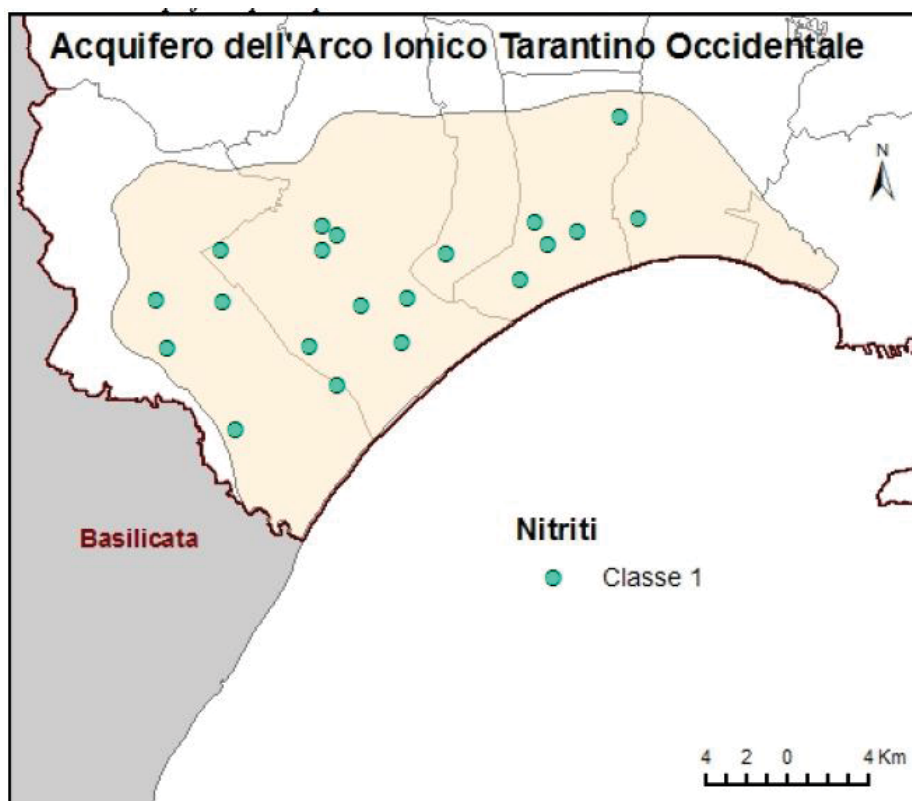 Acquifero dell'Arco Ionico Tarantino Occidentale
N
Basilicata
Nitriti
Classe 1
4 2 0 4 Km